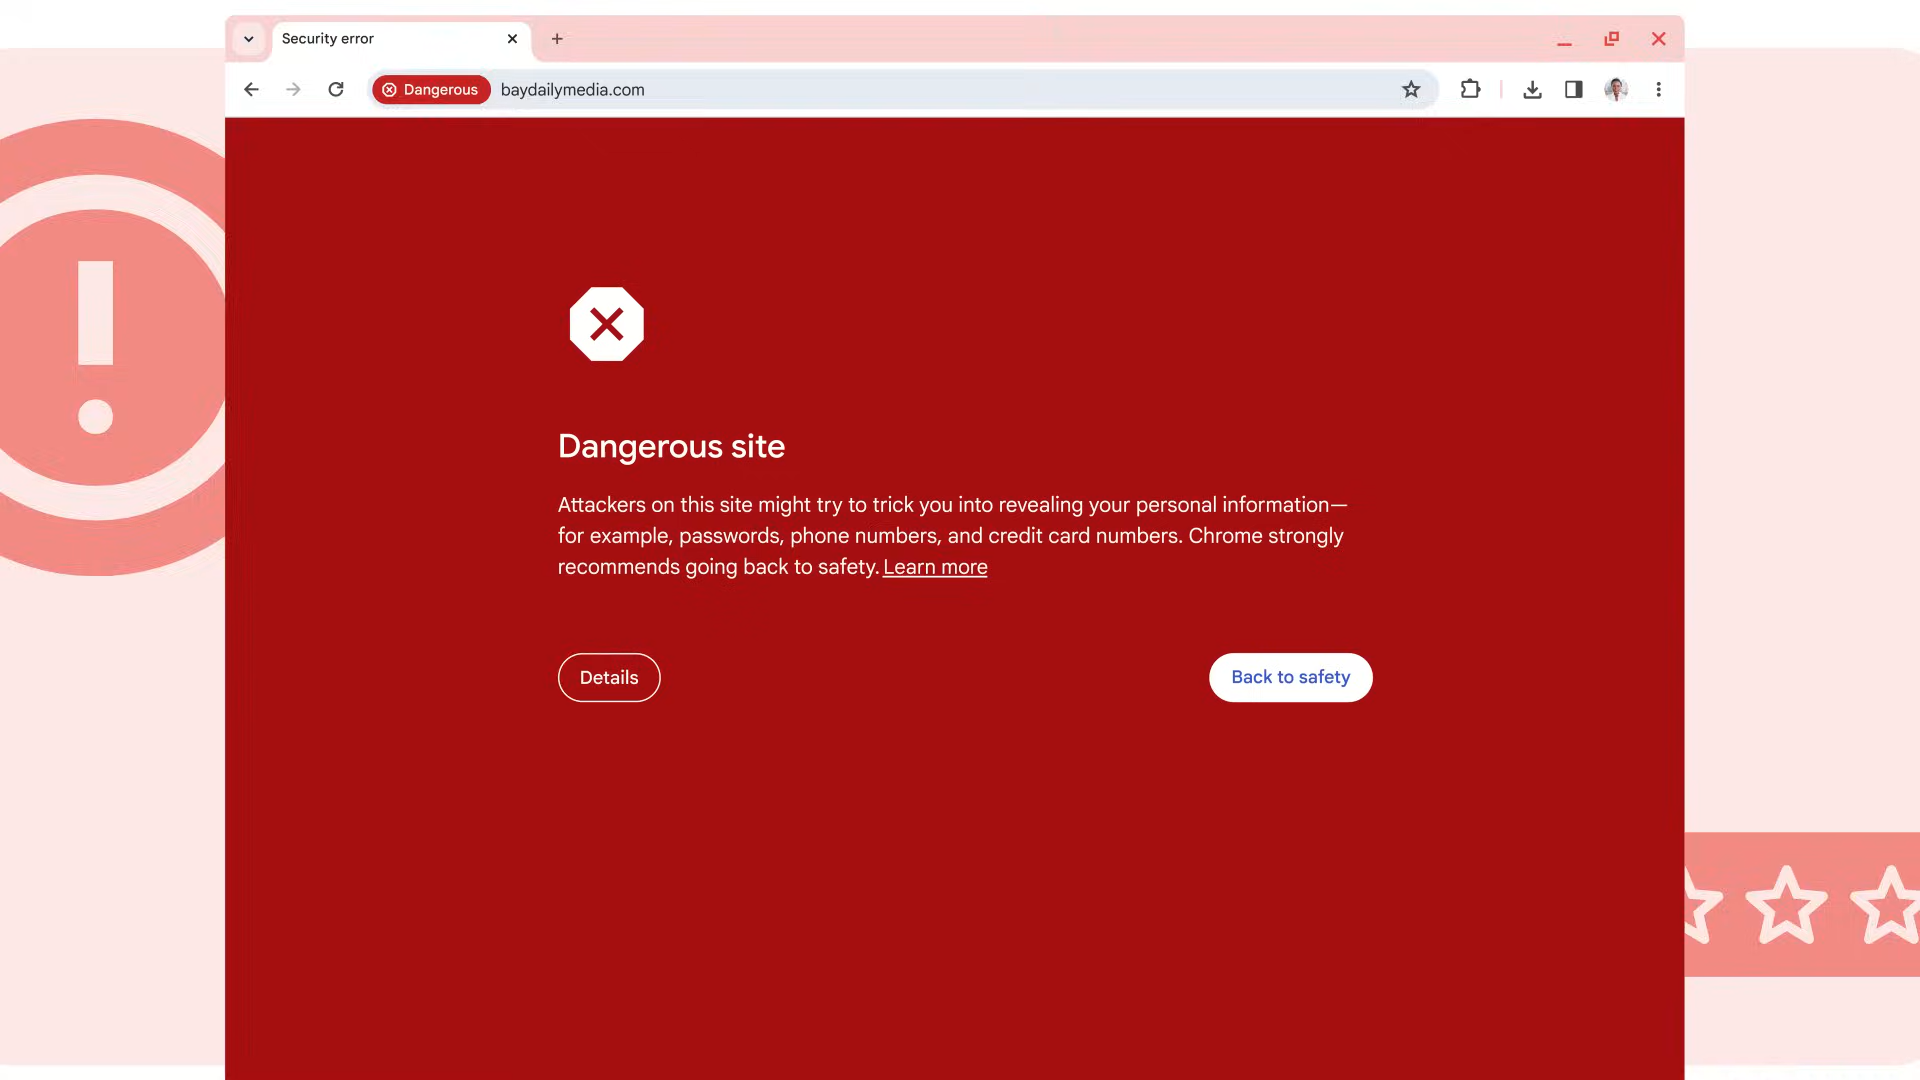 Security error
Dangerous
baydailymedia.com
Dangerous site
Attackers on this site might try to trick you into revealing your personal information—
for example, passwords, phone numbers, and credit card numbers. Chrome strongly
recommends going back to safety. Learn more
Details
Back to safety